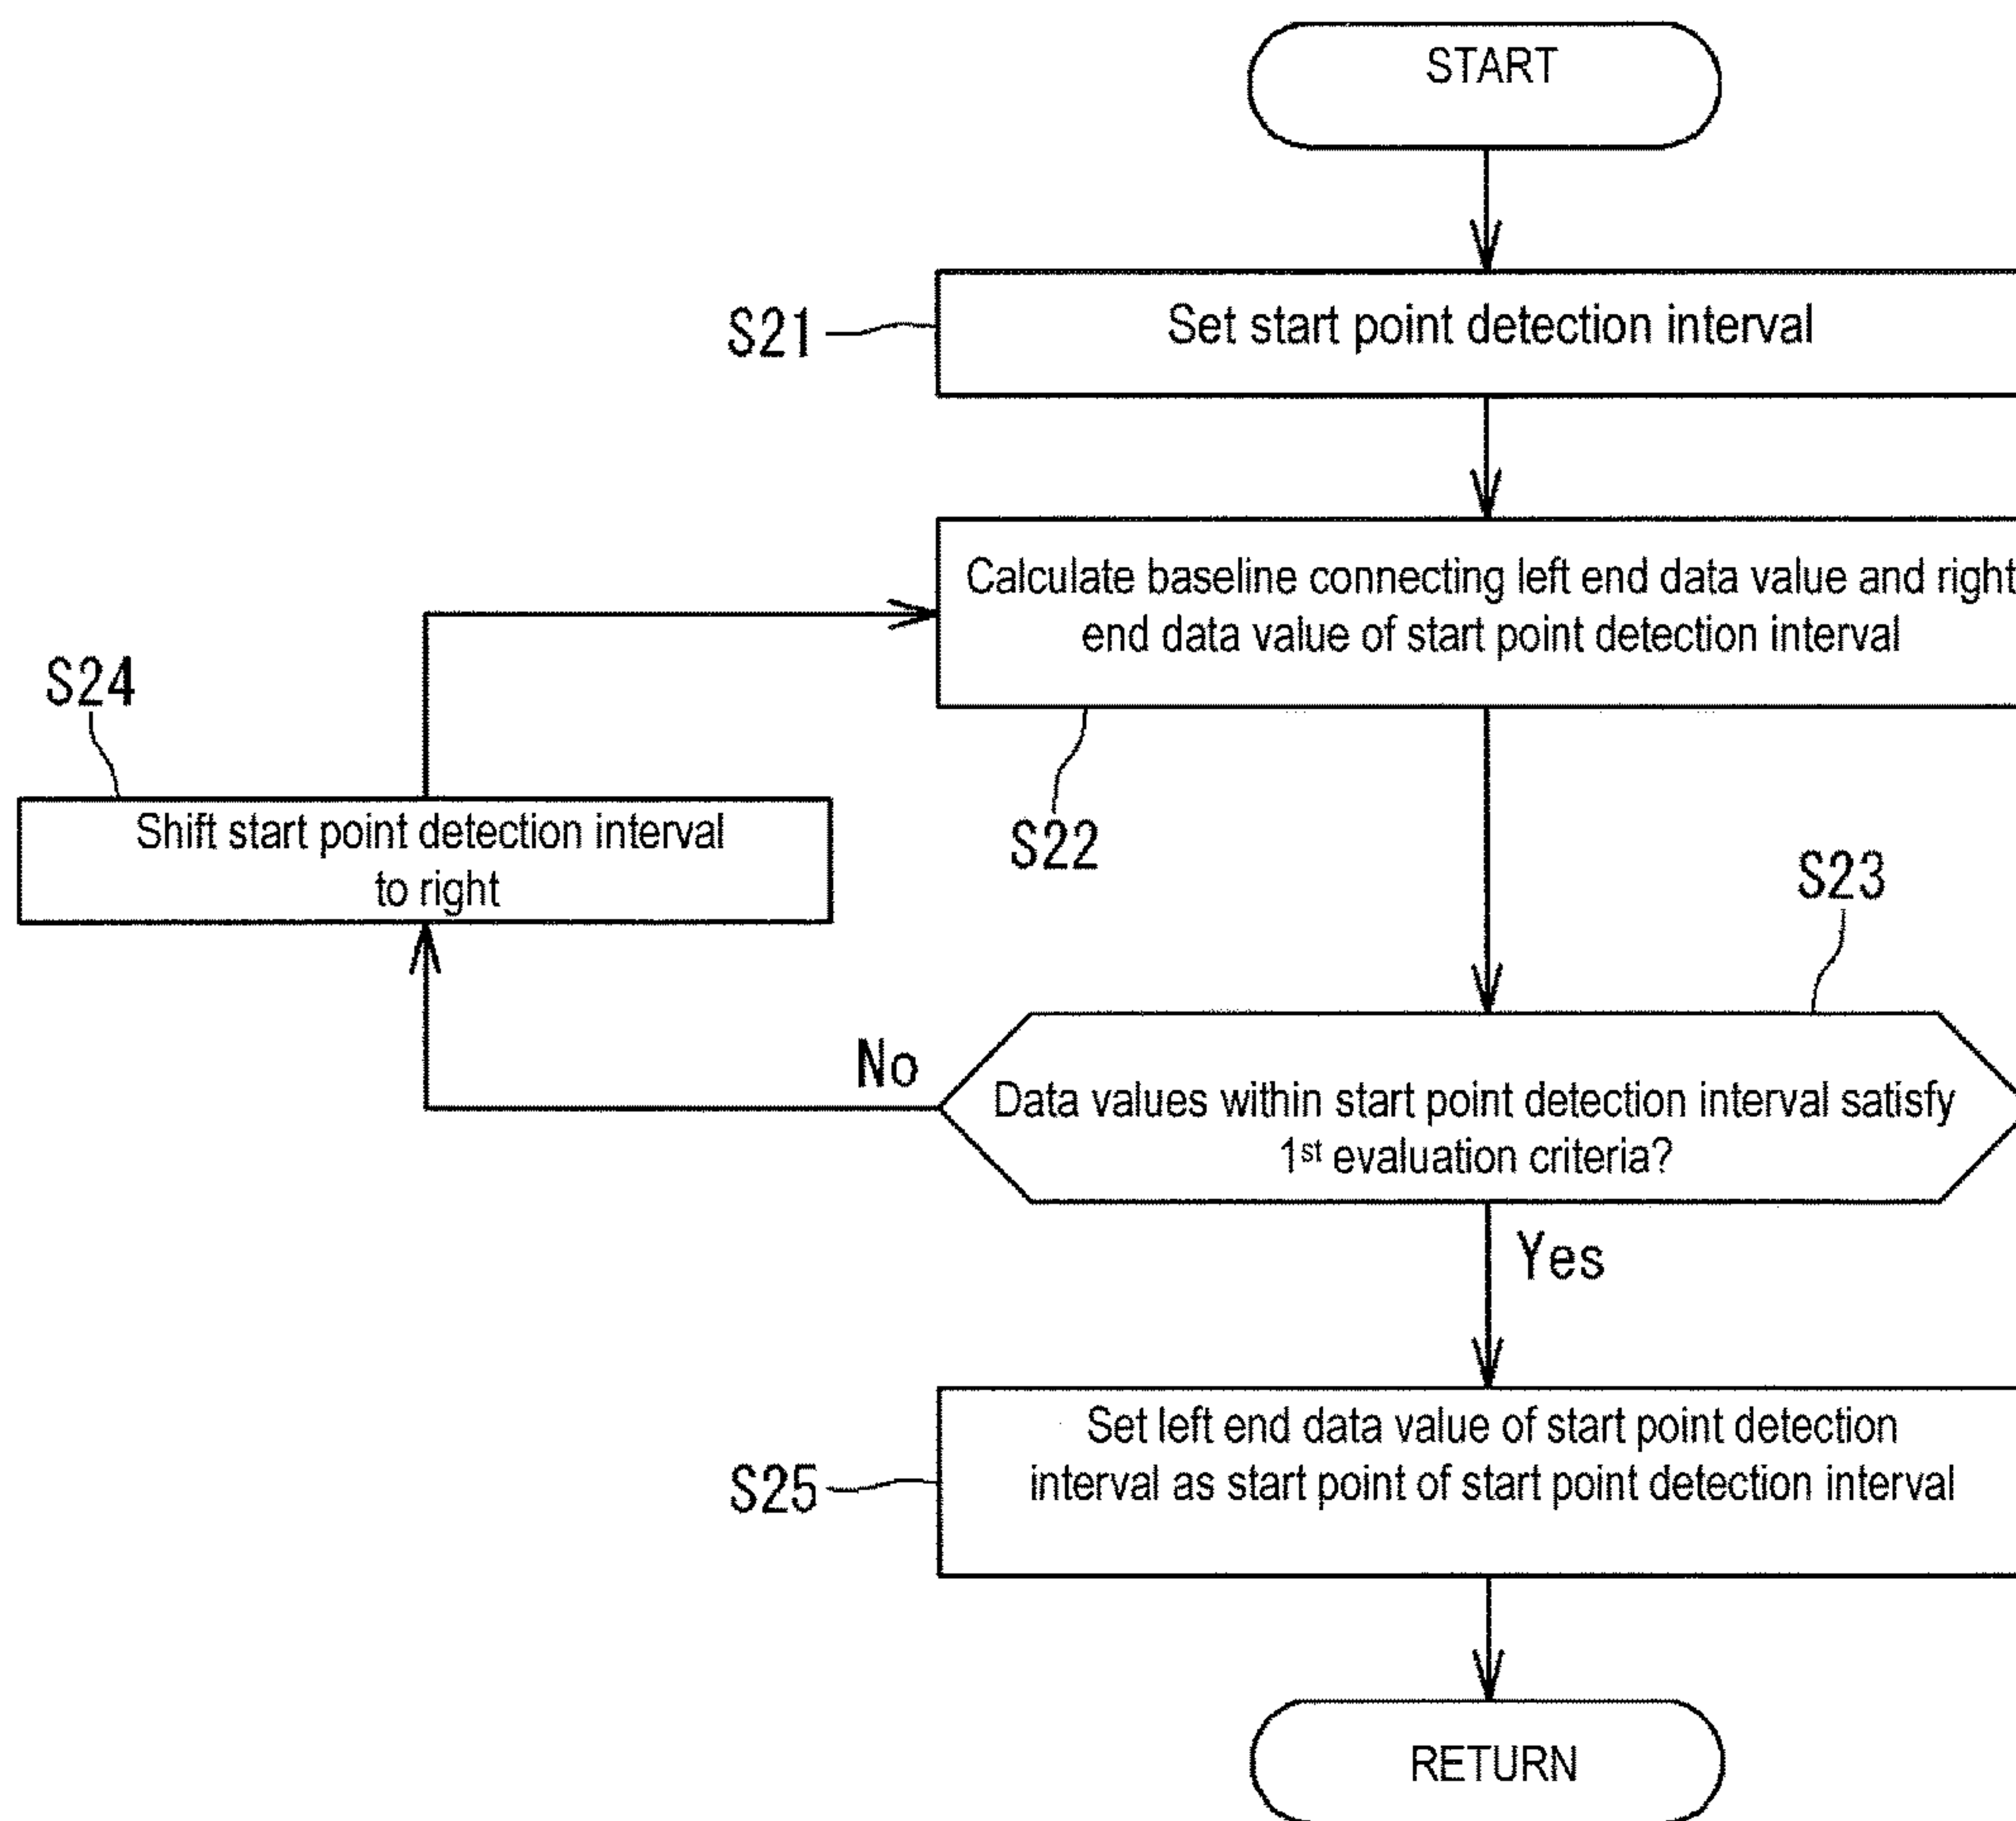 START
S21
Set start point detection interval
Calculate baseline connecting left end data value and right
end data value of start point detection interval
S24
S22
Shift start point detection interval
to right
S23
No
Data values within start point detection interval satisfy
1st evaluation criteria?
Yes
Set left end data value of start point detection
interval as start point of start point detection interval
S25
RETURN